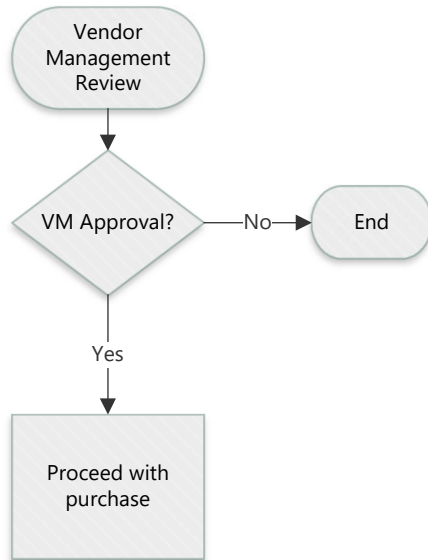 Vendor
Management
Review
VM Approval?
No
End
Yes
Proceed with
purchase